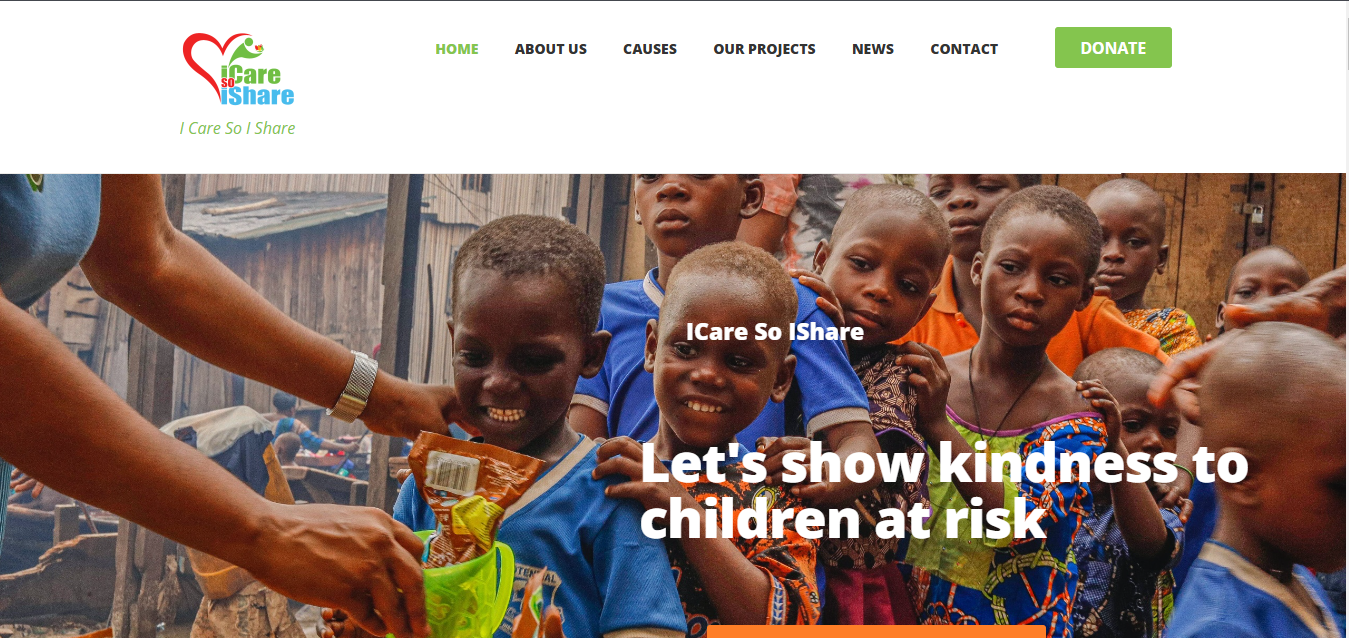 iCare
so
iShare
I Care So I Share
HOME ABOUT US CAUSES OUR PROJECTS NEWS CONTACT DONATE
ICare So IShare
Let's show kindness to
children at risk